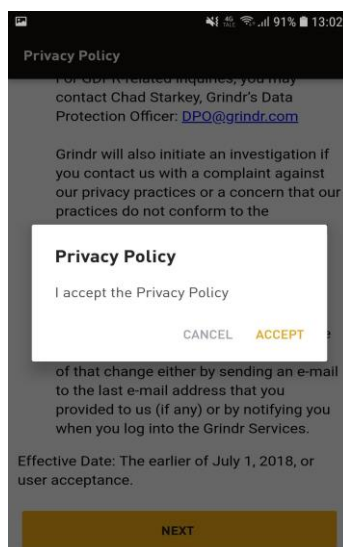 91% 13:02
Privacy Policy
For GDPR-related inquiries, you may
contact Chad Starkey, Grindr's Data
Protection Officer: DPO@grindr.com
Grindr will also initiate an investigation if
you contact us with a complaint against
our privacy practices or a concern that our
practices do not conform to the
Privacy Policy
I accept the Privacy Policy
CANCEL ACCEPT
of that change either by sending an e-mail
to the last e-mail address that you
provided to us (if any) or by notifying you
when you log into the Grindr Services.
Effective Date: The earlier of July 1, 2018, or
user acceptance.
NEXT